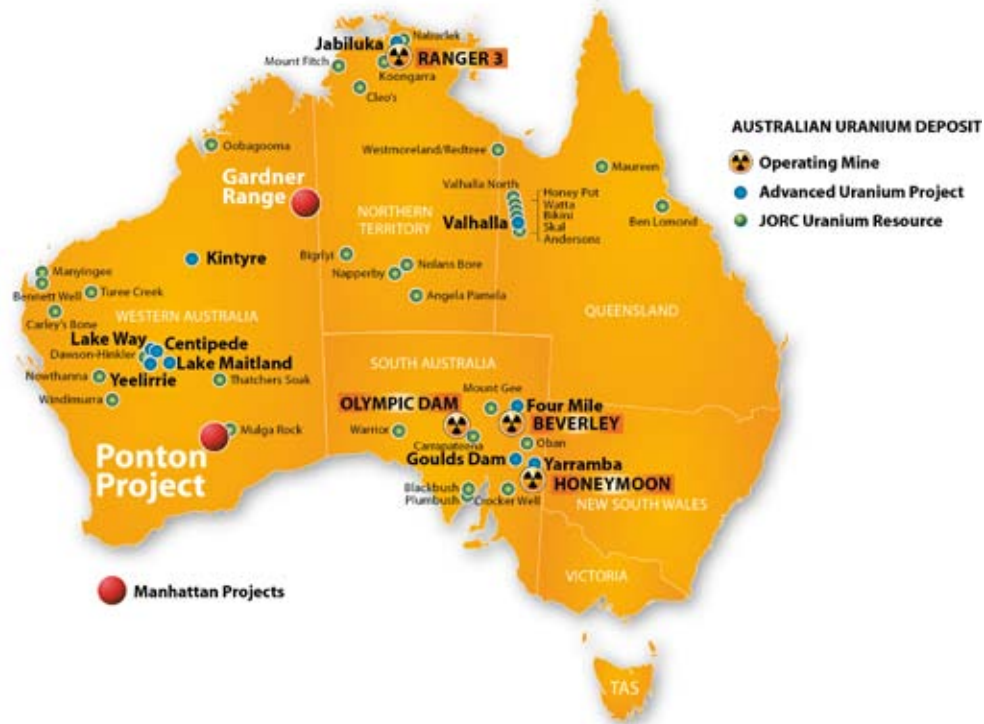 Nabarlek
Jabiluka
RANGER 3
Mount Fitch
Koongarra
Cleo's
AUSTRALIAN URANIUM DEPOSIT
Operating Mine
Advanced Uranium Project
JORC Uranium Resource
Oobagooma
Westmoreland/Redtree
Maureen
Gardner
Range
Valhalla North
Honey Pot
Watta
Bikini
Skal
Andersons
Valhalla
Ben Lomond
NORTHERN
TERRITORY
Kintyre
Bigrlyi
Nolans Bore
Napperby
Angela Pamela
Manyingee
Bennett Well
Turee Creek
Carley's Bone
WESTERN AUSTRALIA
QUEENSLAND
Lake Way
Centipede
Dawson-Hinkler
Lake Maitland
Nowthanna
Yeelirrie
Thatchers Soak
Windimurra
SOUTH AUSTRALIA
Mount Gee
OLYMPIC DAM
Four Mile
BEVERLEY
Mulga Rock
Warrior
Carrapateena
Oban
Ponton
Project
Goulds Dam
Yarramba
HONEYMOON
Blackbush
Plumbush
Crocker Well
NEW SOUTH WALES
VICTORIA
Manhattan Projects
TAS